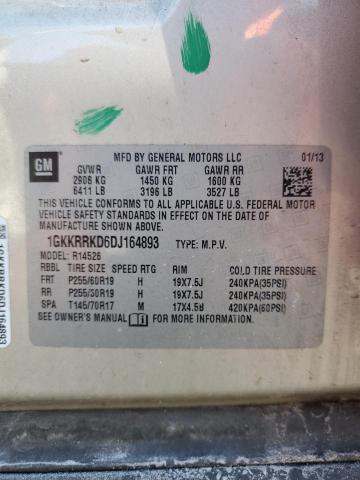 GM
MFD BY GENERAL MOTORS LLC 01/13
GVWR GAWR FRT GAWR RR
2908 KG 1450 KG 1600 KG
6411 LB 3196 LB 3527 LB
THIS VEHICLE CONFORMS TO ALL APPLICABLE U.S. FEDERAL MOTOR
VEHICLE SAFETY STANDARDS IN EFFECT ON THE DATE OF
MANUFACTURE SHOWN ABOVE.
1GKKRRKD6DJ164893 TYPE: M.P.V.
MODEL: R14526
RBBL TIRE SIZE SPEED RTG RIM COLD TIRE PRESSURE
FRT P255/60R19 H 19X7.5J 240KPA(35PSI)
RR P255/60R19 H 19X7.5J 240KPA(35PSI)
SPA T145/70R17 M 17X4.5B 420KPA(60PSI)
SEE OWNER'S MANUAL FOR MORE INFORMATION.
1GKKRRKD6DJ164893